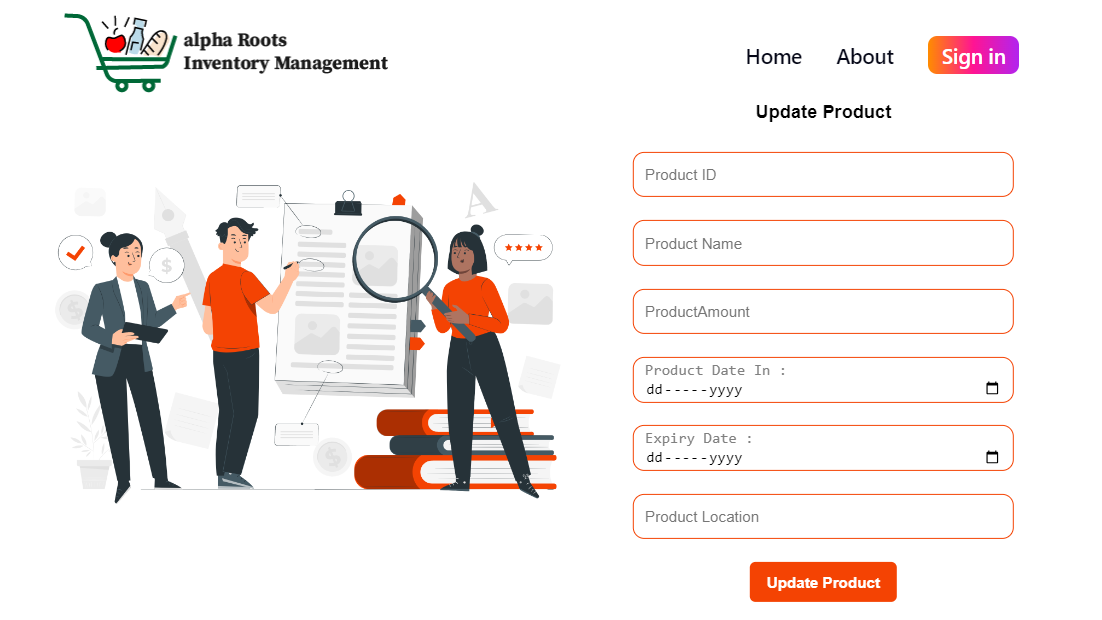 alpha Roots
Inventory Management
Home
About
Sign in
Update Product
Product ID
Product Name
ProductAmount
Product Date In :
dd-----yyyy
Expiry Date :
dd-----yyyy
Product Location
Update Product
A
$
$
$